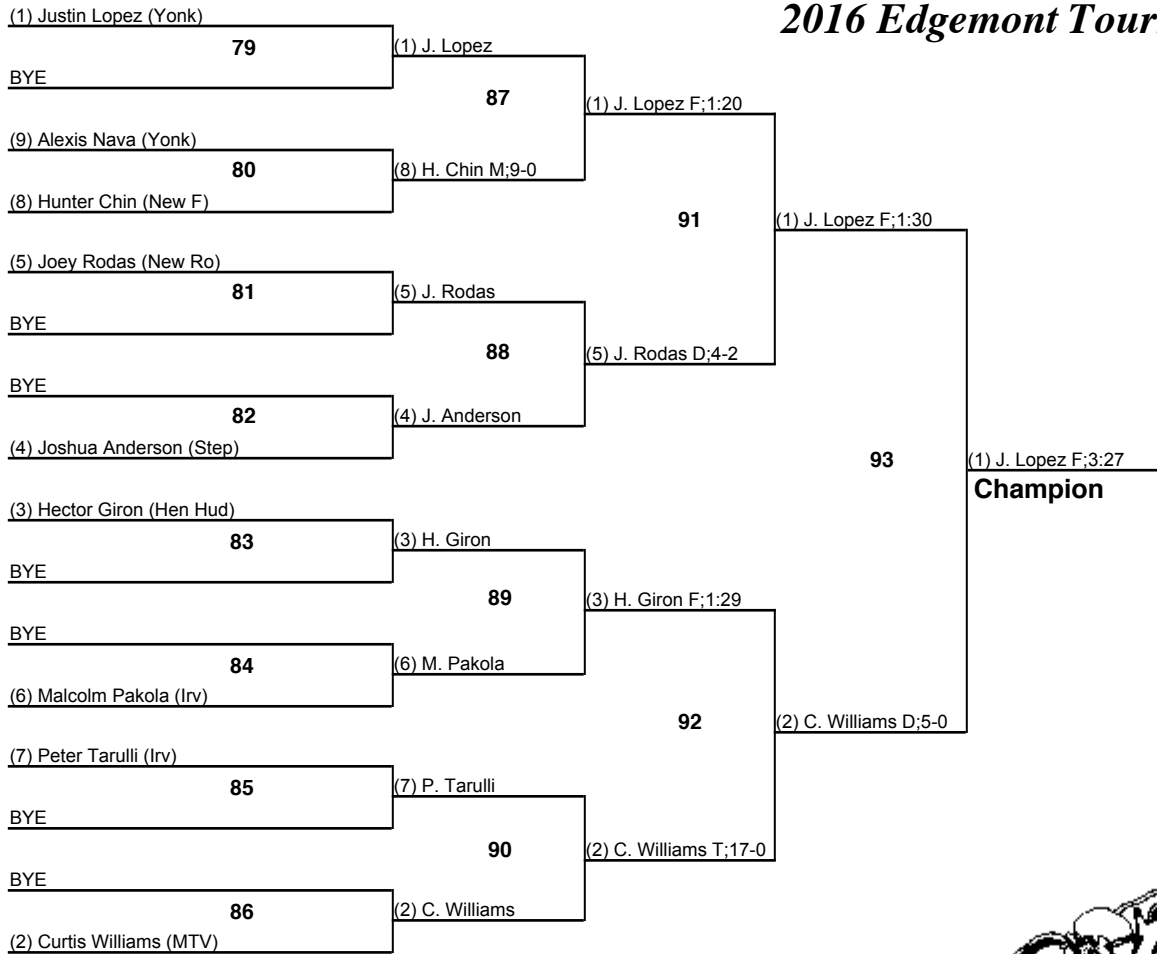 2016 Edgemont Tour
(1) Justin Lopez (Yonk)
79
BYE
(9) Alexis Nava (Yonk)
80
(8) Hunter Chin (New F)
(5) Joey Rodas (New Ro)
81
BYE
BYE
82
(4) Joshua Anderson (Step)
(3) Hector Giron (Hen Hud)
83
BYE
BYE
84
(6) Malcolm Pakola (Irv)
(7) Peter Tarulli (Irv)
85
BYE
BYE
86
(2) Curtis Williams (MTV)
(1) J. Lopez
87
(8) H. Chin M;9-0
(5) J. Rodas
88
(4) J. Anderson
(3) H. Giron
89
(6) M. Pakola
(7) P. Tarulli
90
(2) C. Williams
(1) J. Lopez F;1:20
91
(5) J. Rodas D;4-2
(3) H. Giron F;1:29
92
(2) C. Williams T;17-0
(1) J. Lopez F;1:30
93
(2) C. Williams D;5-0
(1) J. Lopez F;3:27
Champion